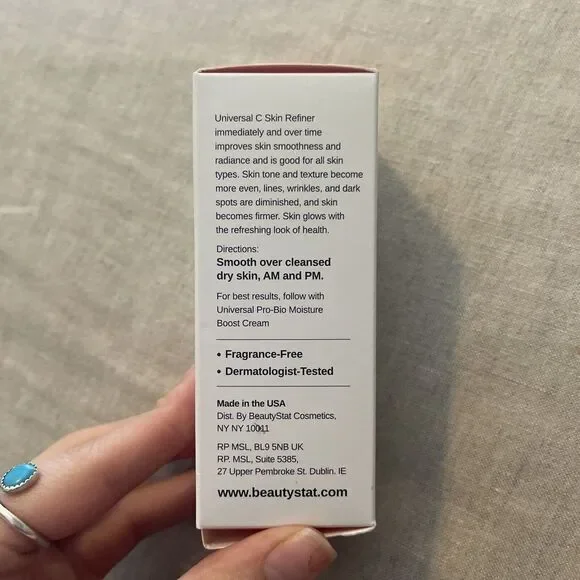 Universal C Skin Refiner
immediately and over time
improves skin smoothness and
radiance and is good for all skin
types. Skin tone and texture become
more even, lines, wrinkles, and dark
spots are diminished, and skin
becomes firmer. Skin glows with
the refreshing look of health.
Directions:
Smooth over cleansed
dry skin, AM and PM.
For best results, follow with
Universal Pro-Bio Moisture
Boost Cream
• Fragrance-Free
• Dermatologist-Tested
Made in the USA
Dist. By BeautyStat Cosmetics,
NY NY 10011
RP MSL, BL9 5NB UK
RP. MSL, Suite 5385,
27 Upper Pembroke St. Dublin. IE
www.beautystat.com